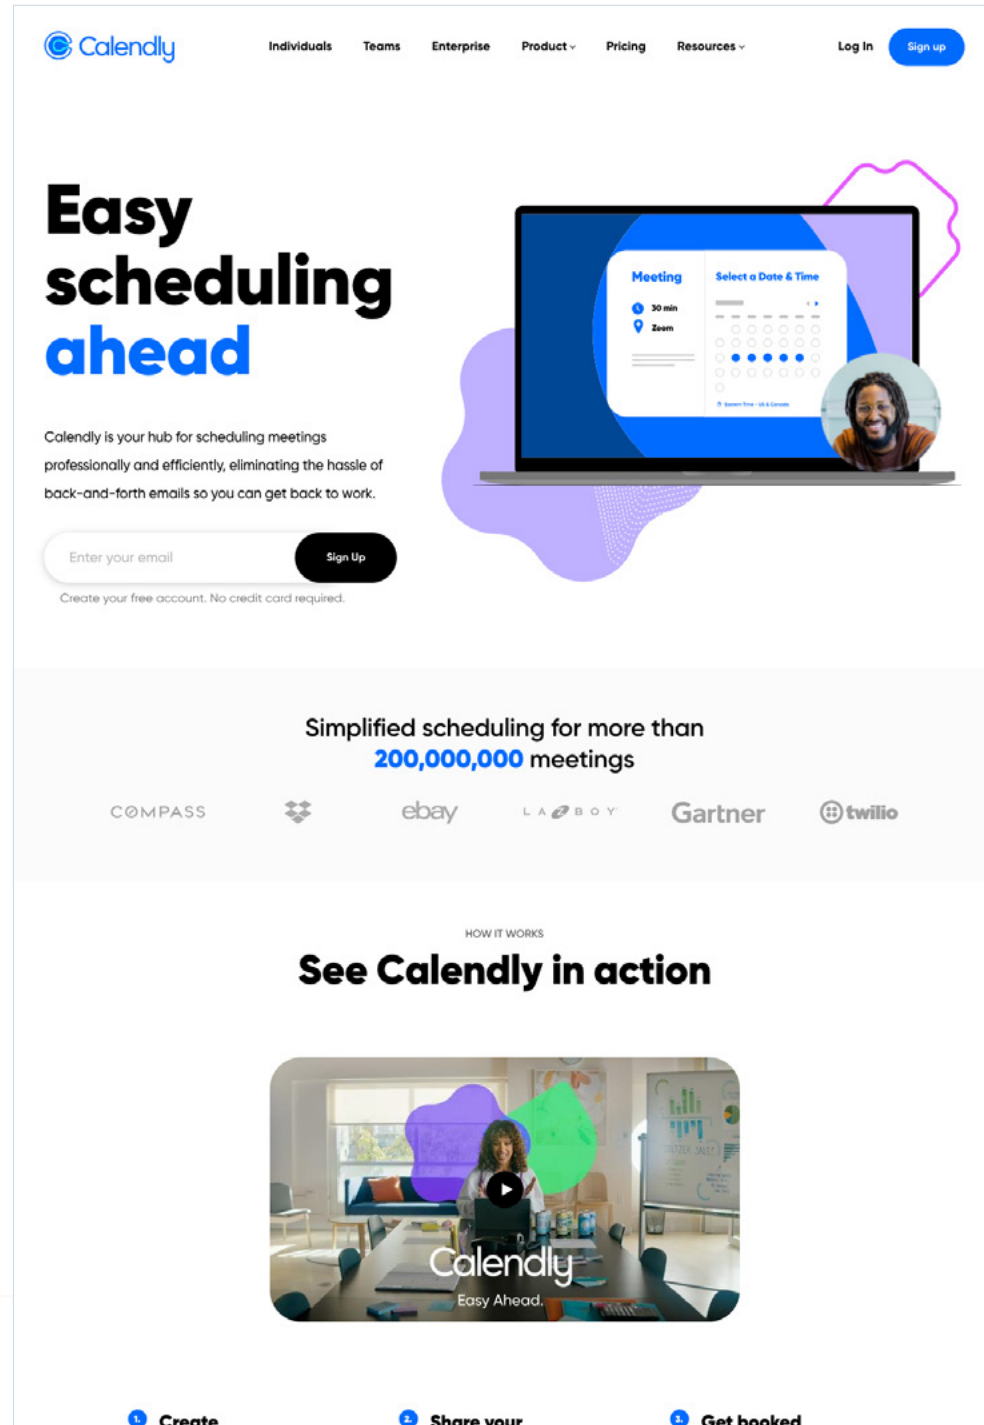 Calendly
Individuals Teams Enterprise Product Pricing Resources Log In Sign up
Easy
scheduling
ahead
Calendly is your hub for scheduling meetings
professionally and efficiently, eliminating the hassle of
back-and-forth emails so you can get back to work.
Enter your email Sign Up
Create your free account. No credit card required.
Meeting
30 min
Zoom
Select a Date & Time
Eastern Time - US & Canada
Simplified scheduling for more than
200,000,000 meetings
COMPASS ebay LA BOY Gartner twilio
HOW IT WORKS
See Calendly in action
Calendly
Easy Ahead.
1. Create
2. Share your
3. Get booked